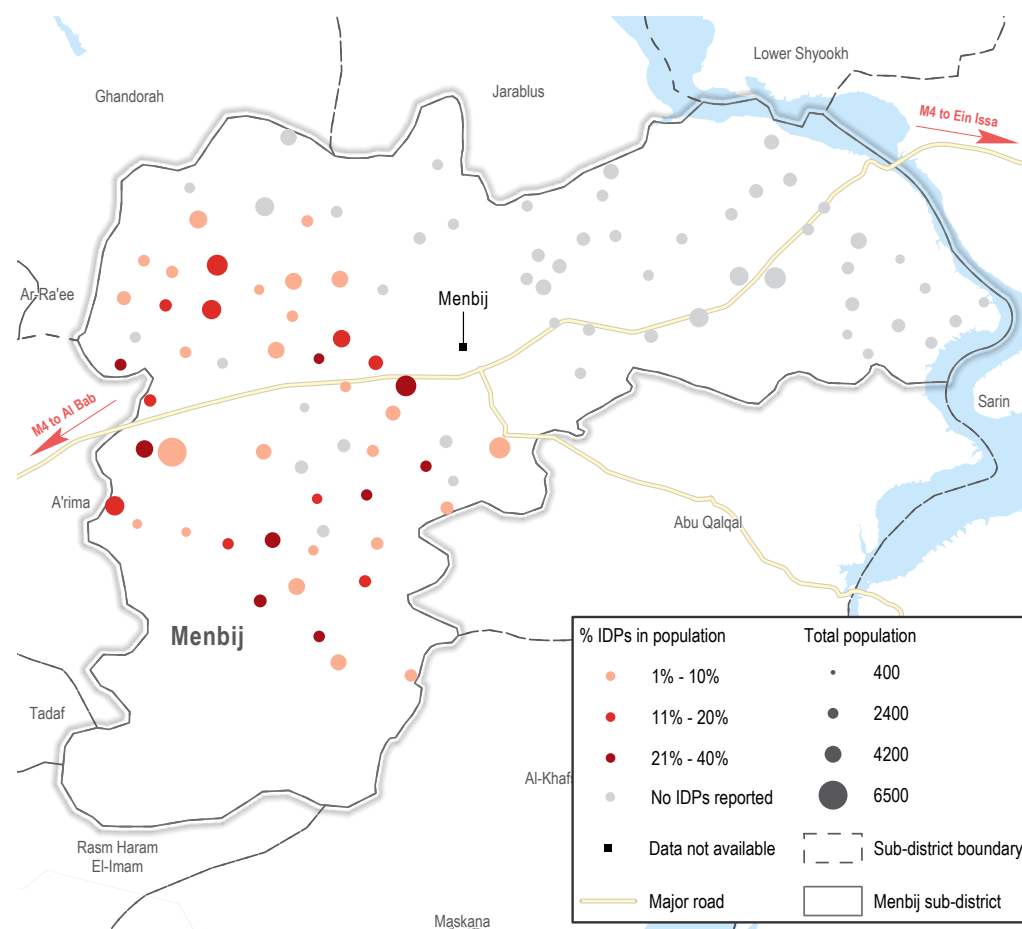 Lower Shyookh
Ghandorah
Jarablus
M4 to Ein Issa
Ar-Ra'ee
Menbij
M4 to Al Bab
Sarin
A'rima
Abu Qalqal
Menbij
Tadaf
Al-Khafs
Rasm Haram
El-Imam
Maskana
% IDPs in population
1% - 10%
11% - 20%
21% - 40%
No IDPs reported
Data not available
Major road
Total population
400
2400
4200
6500
Sub-district boundary
Menbij sub-district